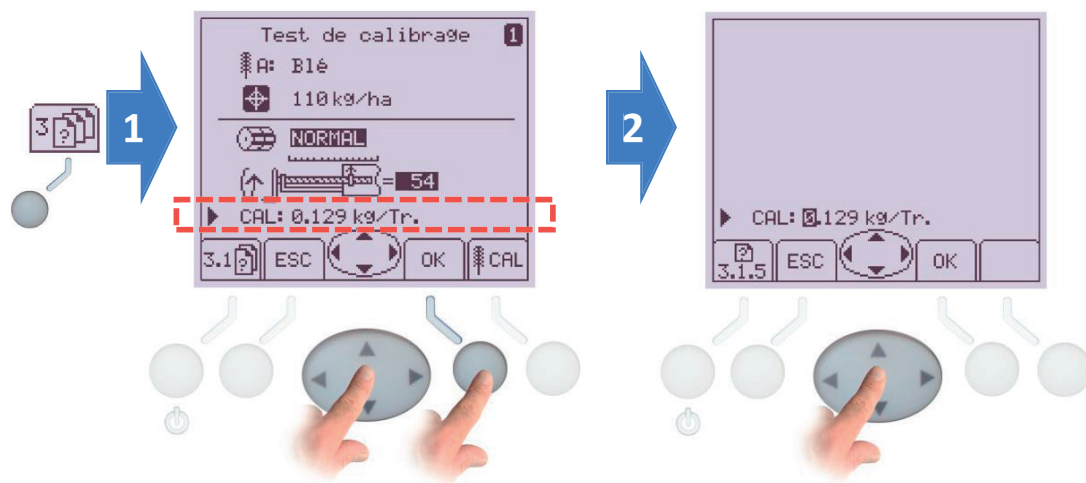 3 ?
1
Test de calibrage 1
A: Blé
110 kg/ha
NORMAL
= 54
CAL: 0.129 kg/Tr.
3.1 ? ESC OK CAL
2
CAL: 0.129 kg/Tr.
?
3.1.5 ESC OK